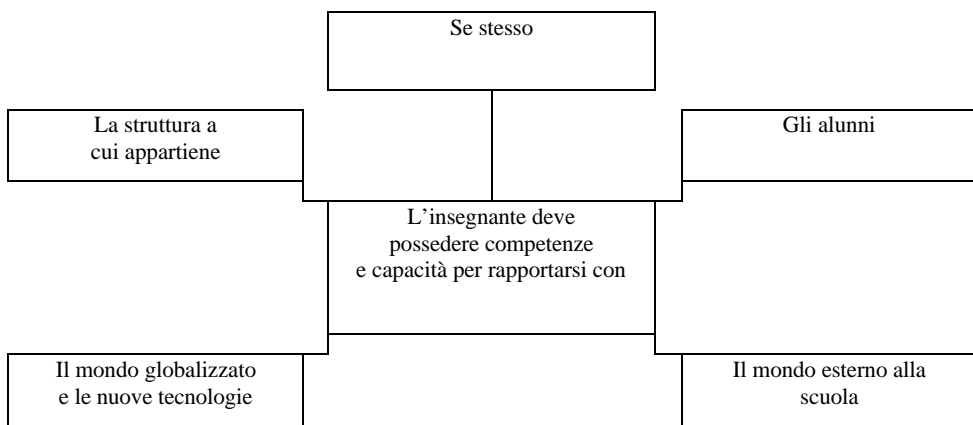 Se stesso
La struttura a
cui appartiene
Gli alunni
L’insegnante deve
possedere competenze
e capacità per rapportarsi con
Il mondo globalizzato
e le nuove tecnologie
Il mondo esterno alla
scuola